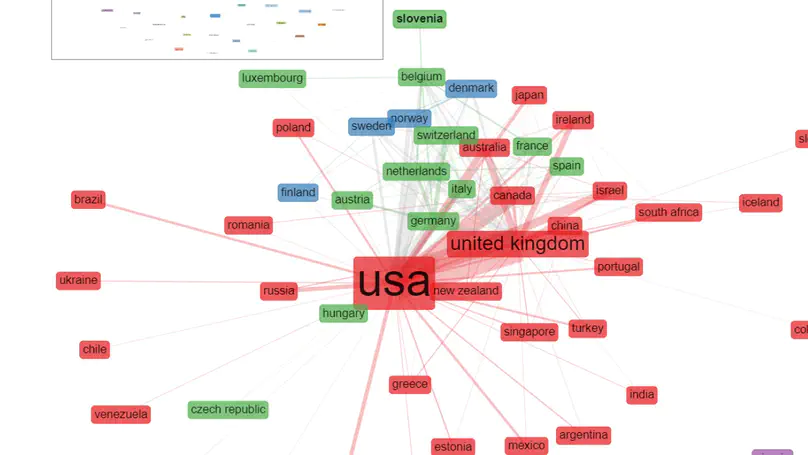 slovenia
belgium
luxembourg
denmark
japan
norway
ireland
poland
sweden
switzerland
australia
france
spain
netherlands
italy
israel
finland
canada
brazil
austria
iceland
south africa
germany
romania
china
united kingdom
portugal
ukraine
usa
russia
new zealand
hungary
turkey
singapore
chile
greece
india
czech republic
venezuela
argentina
estonia
mexico